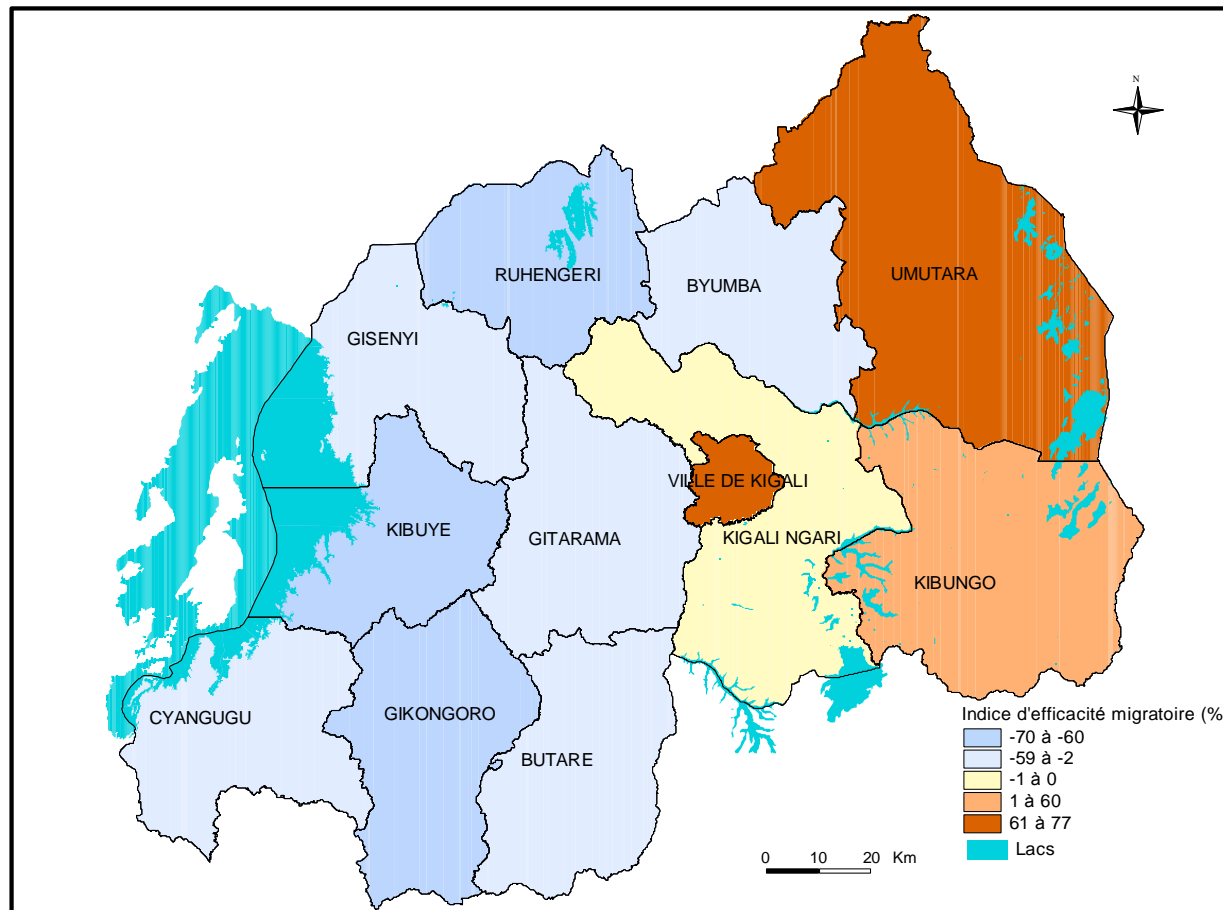 N
RUHENGERI
BYUMBA
UMUTARA
GISENYI
VILLE DE KIGALI
KIBUYE
GITARAMA
KIGALI NGARI
KIBUNGO
CYANGUGU
GIKONGORO
BUTARE
Indice d'efficacité migratoire (%
-70 à -60
-59 à -2
-1 à 0
1 à 60
61 à 77
Lacs
0 10 20 Km